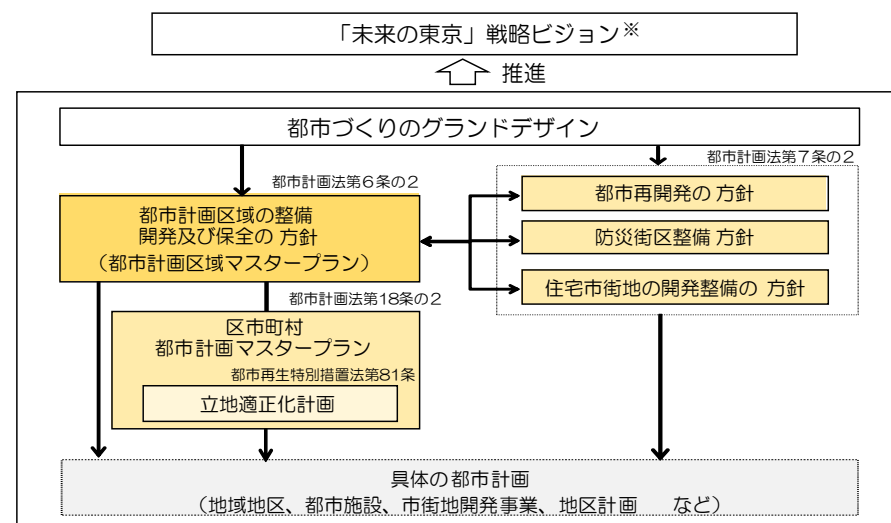 「未来の東京」戦略ビジョン※
推進
都市づくりのグランドデザイン
都市計画法第7条の2
都市計画法第6条の2
都市計画区域の整備
開発及び保全の 方針
（都市計画区域マスタープラン）
都市再開発の 方針
防災街区整備 方針
住宅市街地の開発整備の 方針
都市計画法第18条の2
区市町村
都市計画マスタープラン
都市再生特別措置法第81条
立地適正化計画
具体の都市計画
（地域地区、都市施設、市街地開発事業、地区計画　など）